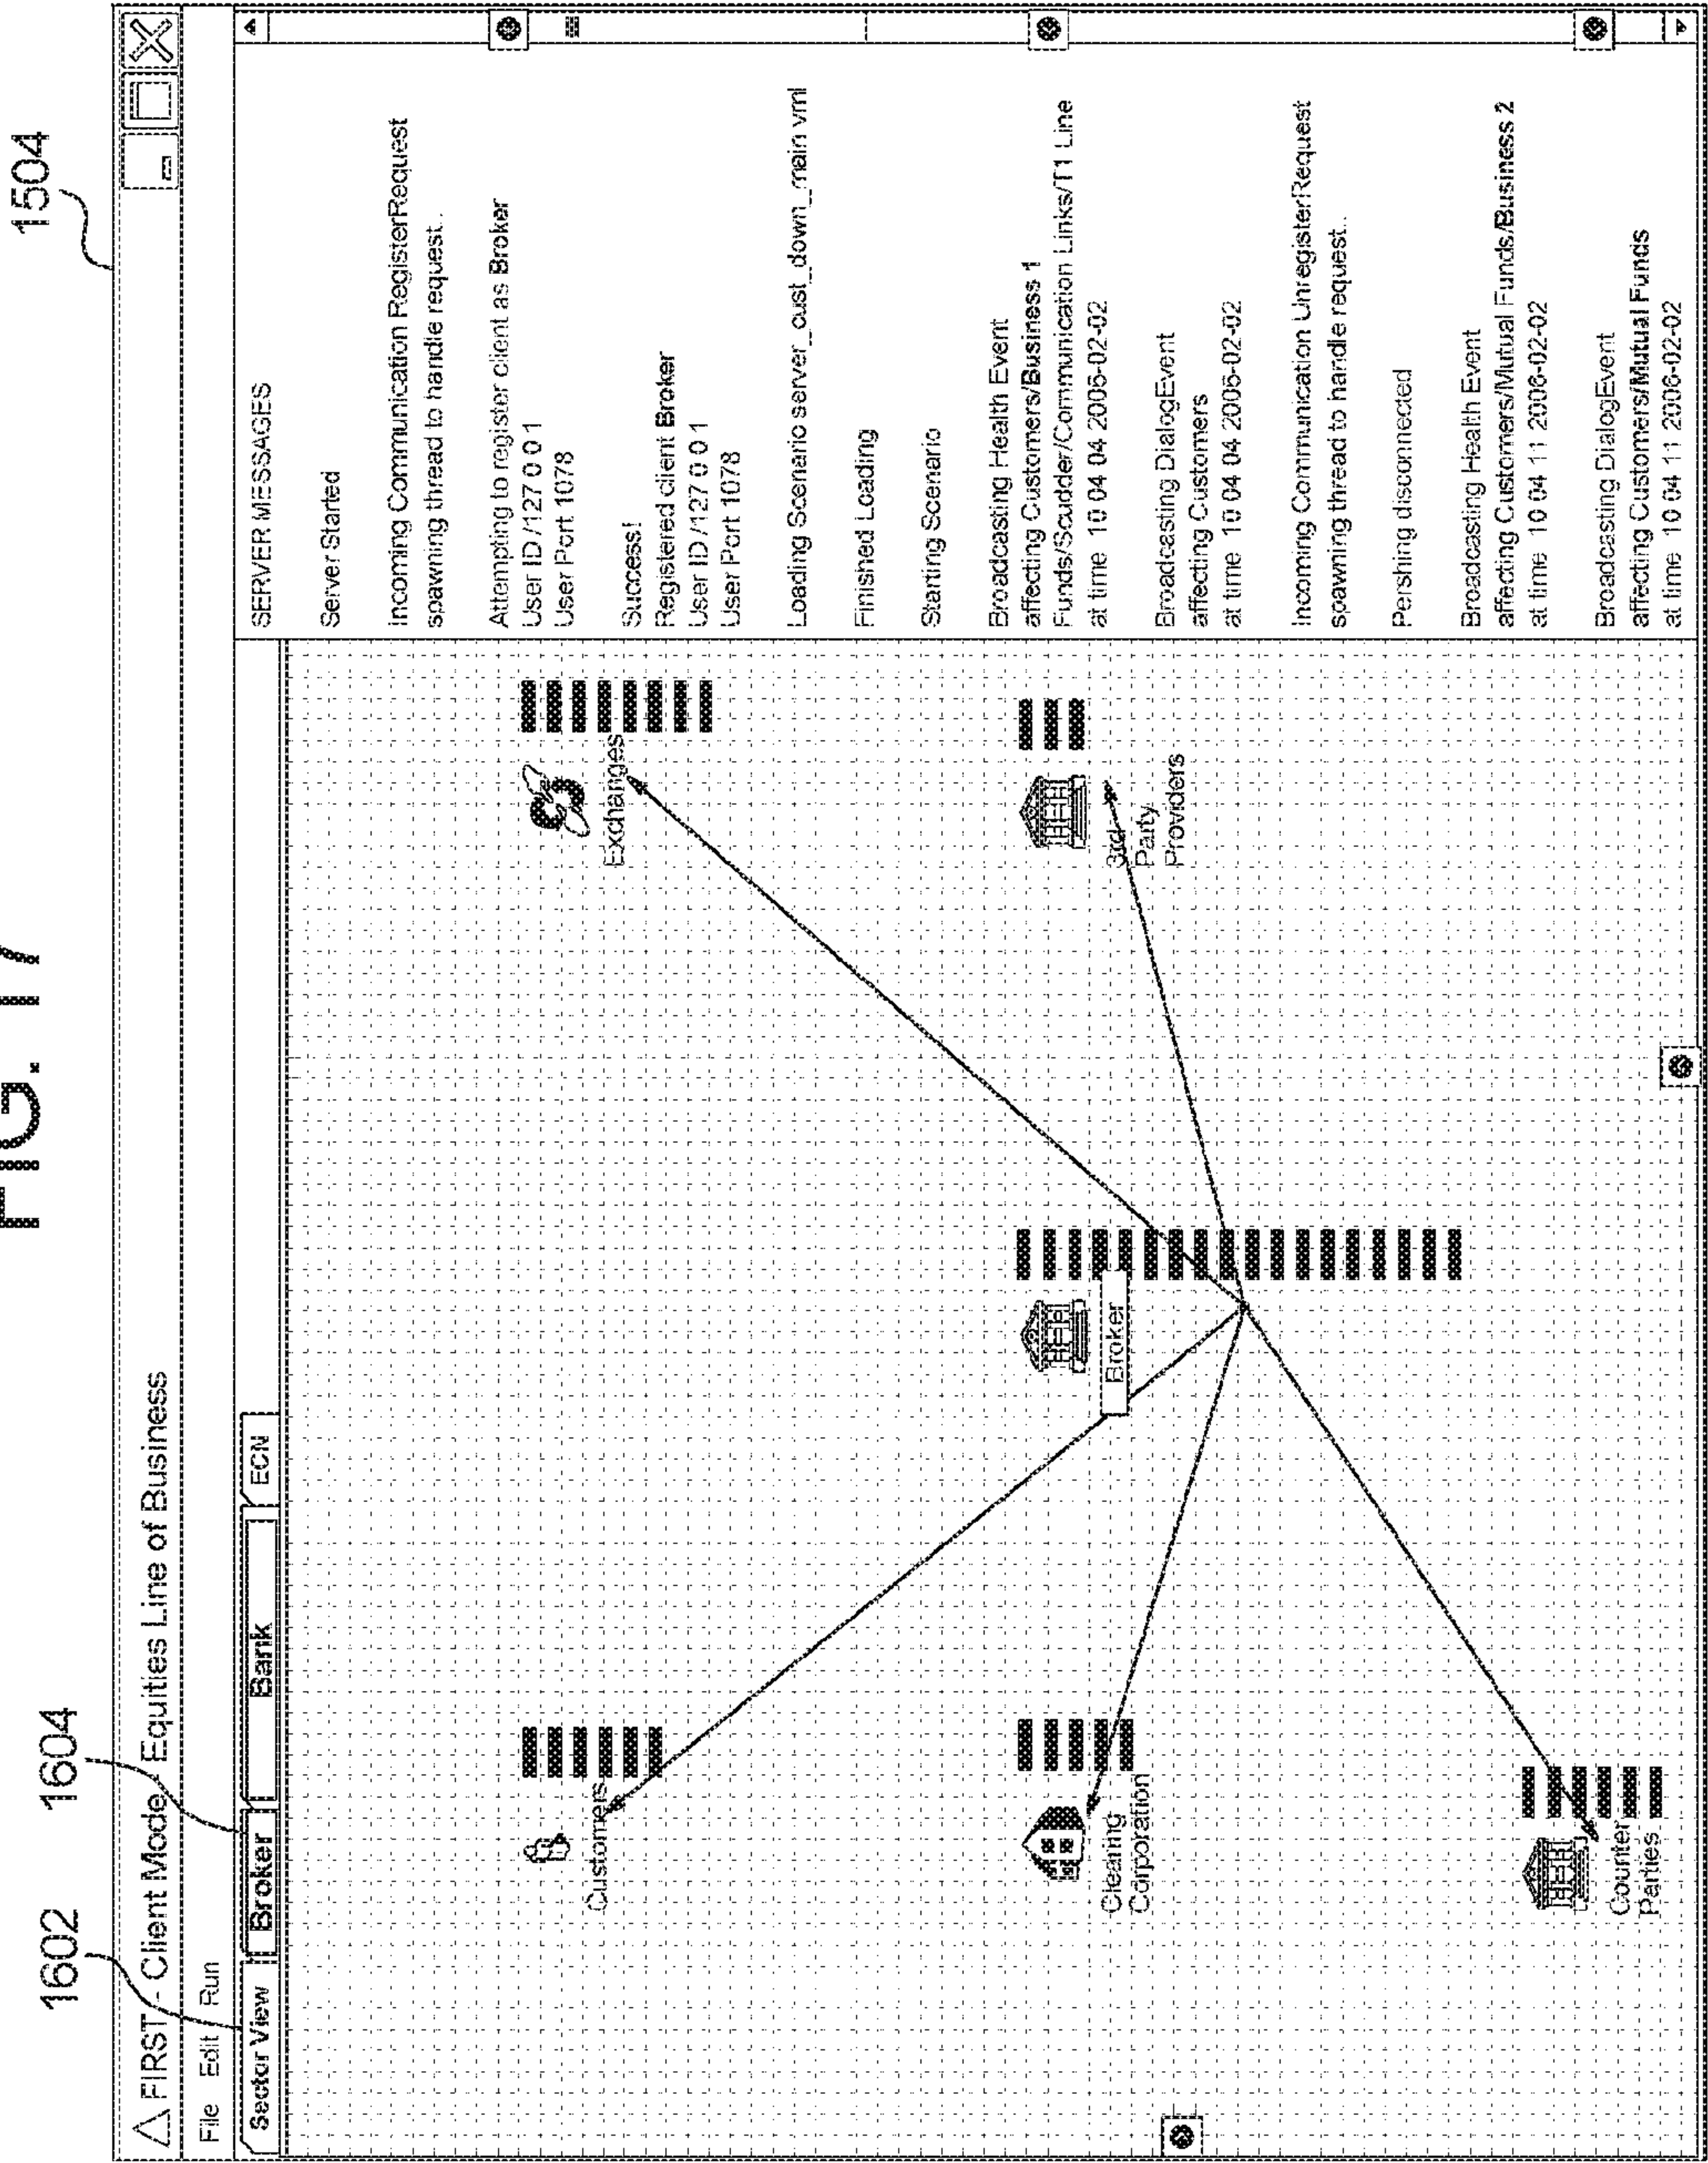 FIG. 17
1504
1602
1604
FIRST - Client Mode - Equities Line of Business
File Edit Run
Sector View
Broker
Bank
ECN
Customers
Exchanges
Broker
Clearing
Corporation
3rd
Party
Providers
Counter
Parties
SERVER MESSAGES
Server Started
Incoming Communication RegisterRequest
spawning thread to handle request..
Attempting to register client as Broker
User ID /127 0 0 1
User Port 1078
Success!
Registered client Broker
User ID /127 0 0 1
User Port 1078
Loading Scenario server_cust_down_main vml
Finished Loading
Starting Scenario
Broadcasting Health Event
affecting Customers/Business 1
Funds/Scudder/Communication Links/T1 Line
at time 10 04 04 2006-02-02
Broadcasting DialogEvent
affecting Customers
at time 10 04 04 2006-02-02
Incoming Communication UnregisterRequest
spawning thread to handle request..
Pershing disconnected
Broadcasting Health Event
affecting Customers/Mutual Funds/Business 2
at time 10 04 11 2006-02-02
Broadcasting DialogEvent
affecting Customers/Mutual Funds
at time 10 04 11 2006-02-02